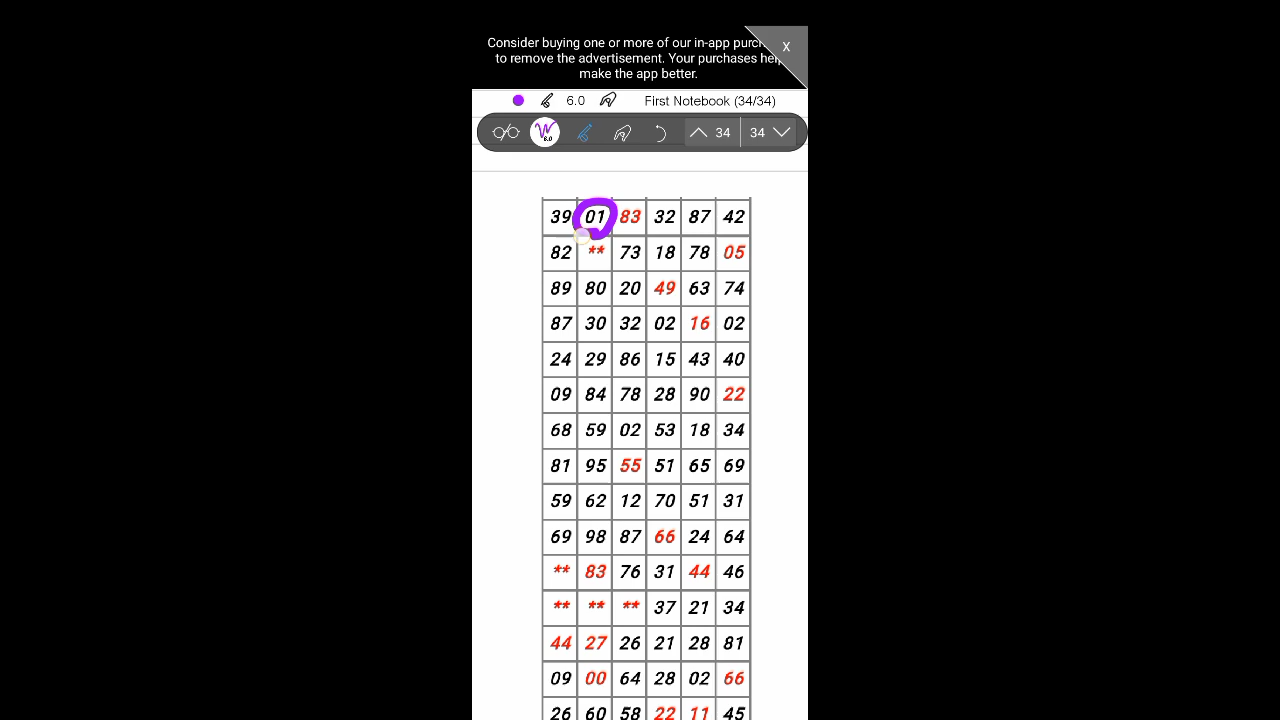 Consider buying one or more of our in-app purch
to remove the advertisement. Your purchases help
make the app better.
X
6.0 First Notebook (34/34)
6.0 34 34
39 01 83 32 87 42
82 ** 73 18 78 05
89 80 20 49 63 74
87 30 32 02 16 02
24 29 86 15 43 40
09 84 78 28 90 22
68 59 02 53 18 34
81 95 55 51 65 69
59 62 12 70 51 31
69 98 87 66 24 64
** 83 76 31 44 46
** ** ** 37 21 34
44 27 26 21 28 81
09 00 64 28 02 66
26 60 58 22 11 45